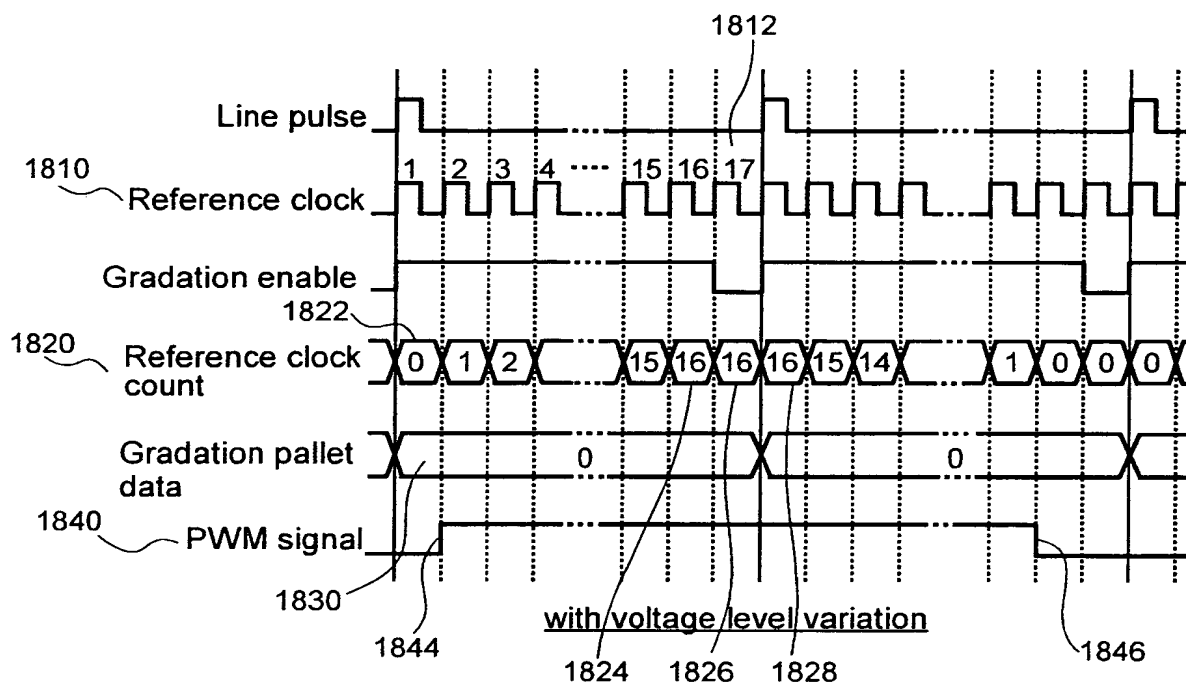 1812
Line pulse
1810
1 2 3 4 ---- 15 16 17
Reference clock
Gradation enable
1822
1820
Reference clock
count
0 1 2 15 16 16 16 15 14 1 0 0 0
Gradation pallet
data
0 0
1840
PWM signal
1830
1844
with voltage level variation
1824
1826
1828
1846